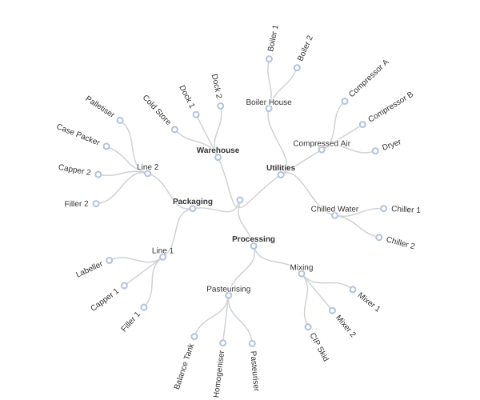 Boiler 1
Boiler 2
Boiler House
Compressor A
Compressor B
Dryer
Compressed Air
Utilities
Chilled Water
Chiller 1
Chiller 2
Dock 2
Dock 1
Cold Store
Warehouse
Palletiser
Case Packer
Line 2
Capper 2
Filler 2
Packaging
Line 1
Labeller
Capper 1
Filler 1
Processing
Mixing
Mixer 1
Mixer 2
CIP Skid
Pasteurising
Balance Tank
Homogeniser
Pasteuriser